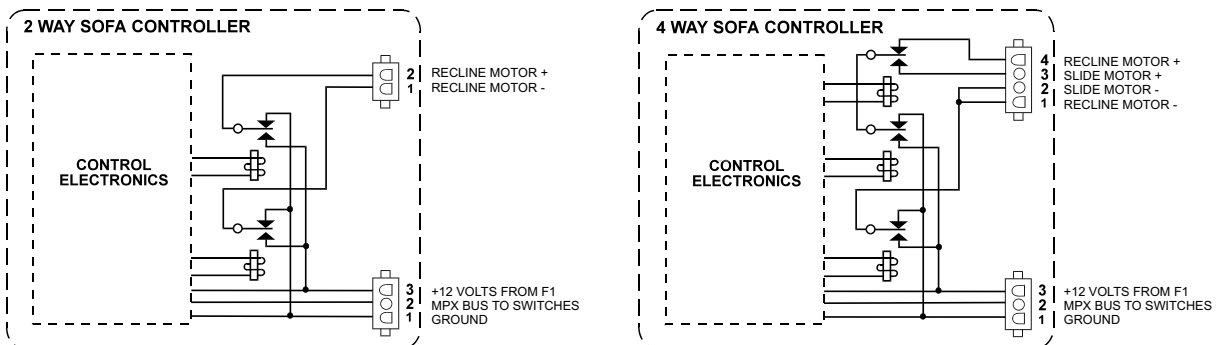 2 WAY SOFA CONTROLLER
CONTROL
ELECTRONICS
2 RECLINE MOTOR +
1 RECLINE MOTOR -
3 +12 VOLTS FROM F1
2 MPX BUS TO SWITCHES
1 GROUND
4 WAY SOFA CONTROLLER
CONTROL
ELECTRONICS
4 RECLINE MOTOR +
3 SLIDE MOTOR +
2 SLIDE MOTOR -
1 RECLINE MOTOR -
3 +12 VOLTS FROM F1
2 MPX BUS TO SWITCHES
1 GROUND